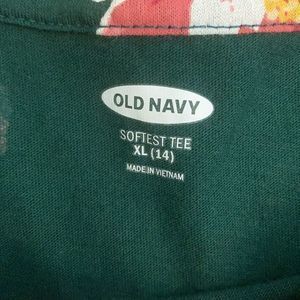 OLD NAVY
SOFTEST TEE
XL (14)
MADE IN VIETNAM